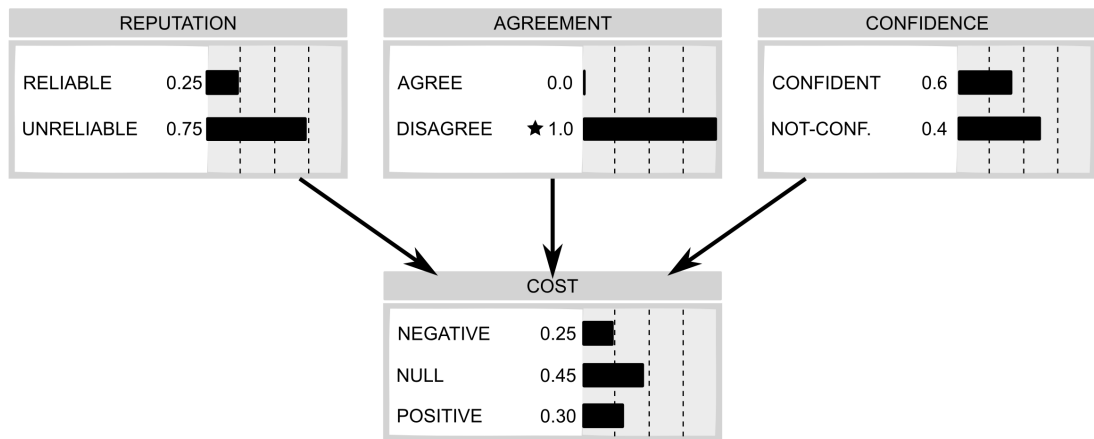 REPUTATION
RELIABLE 0.25
UNRELIABLE 0.75
AGREEMENT
AGREE 0.0
DISAGREE ★ 1.0
CONFIDENCE
CONFIDENT 0.6
NOT-CONF. 0.4
COST
NEGATIVE 0.25
NULL 0.45
POSITIVE 0.30